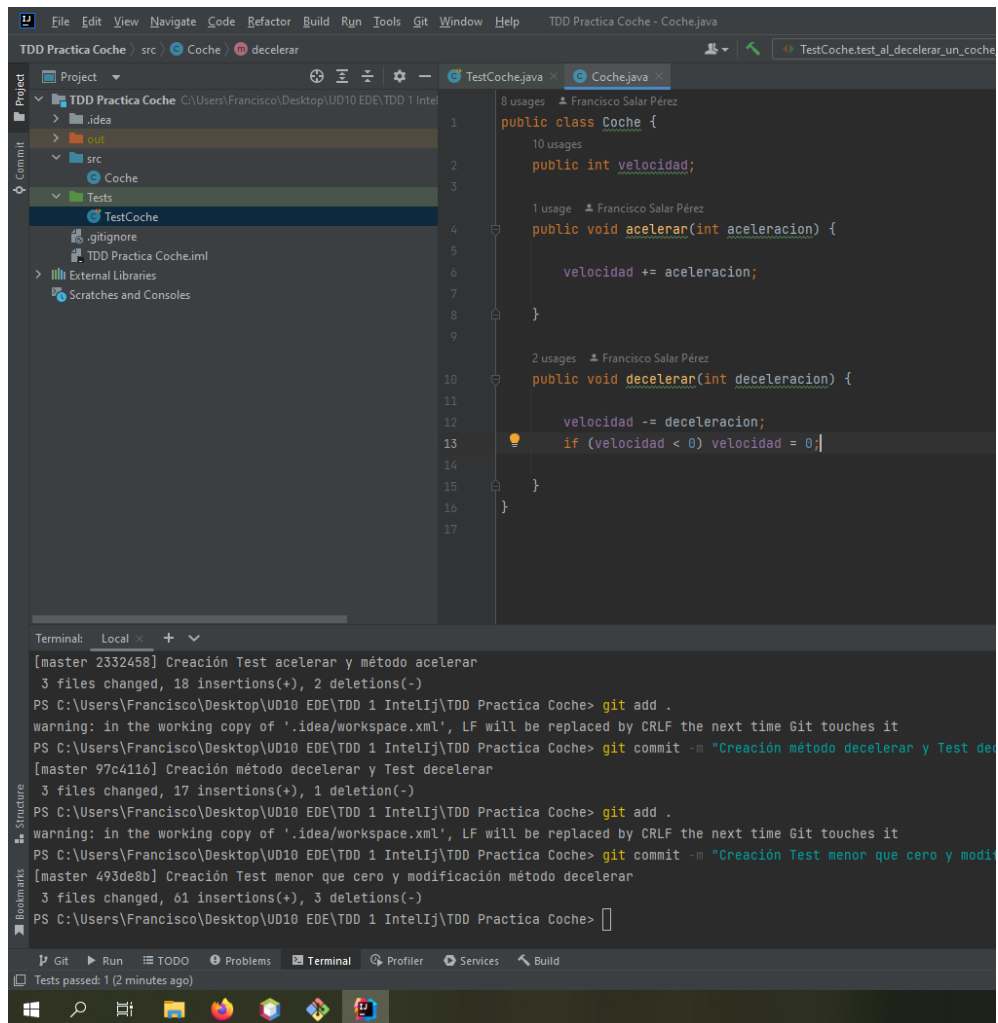 File Edit View Navigate Code Refactor Build Run Tools Git Window Help TDD Practica Coche - Coche.java
TDD Practica Coche src Coche decelerar TestCoche.test_al_decelerar_un_coche
Project
TestCoche.java Coche.java
Project
TDD Practica Coche C:\Users\Francisco\Desktop\UD10 EDE\TDD 1 Intel
.idea
out
src
Coche
Tests
TestCoche
.gitignore
TDD Practica Coche.iml
External Libraries
Scratches and Consoles
Commit
8 usages Francisco Salar Pérez
1 public class Coche {
10 usages
2 public int velocidad;
3
1 usage Francisco Salar Pérez
4 public void acelerar(int aceleracion) {
5
6 velocidad += aceleracion;
7
8 }
9
2 usages Francisco Salar Pérez
10 public void decelerar(int deceleracion) {
11
12 velocidad -= deceleracion;
13 if (velocidad < 0) velocidad = 0;
14
15 }
16 }
17
Terminal: Local
[master 2332458] Creación Test acelerar y método acelerar
3 files changed, 18 insertions(+), 2 deletions(-)
PS C:\Users\Francisco\Desktop\UD10 EDE\TDD 1 IntelIj\TDD Practica Coche> git add .
warning: in the working copy of '.idea/workspace.xml', LF will be replaced by CRLF the next time Git touches it
PS C:\Users\Francisco\Desktop\UD10 EDE\TDD 1 IntelIj\TDD Practica Coche> git commit -m "Creación método decelerar y Test dec
[master 97c4116] Creación método decelerar y Test decelerar
3 files changed, 17 insertions(+), 1 deletion(-)
PS C:\Users\Francisco\Desktop\UD10 EDE\TDD 1 IntelIj\TDD Practica Coche> git add .
warning: in the working copy of '.idea/workspace.xml', LF will be replaced by CRLF the next time Git touches it
PS C:\Users\Francisco\Desktop\UD10 EDE\TDD 1 IntelIj\TDD Practica Coche> git commit -m "Creación Test menor que cero y modif
[master 493de8b] Creación Test menor que cero y modificación método decelerar
3 files changed, 61 insertions(+), 3 deletions(-)
PS C:\Users\Francisco\Desktop\UD10 EDE\TDD 1 IntelIj\TDD Practica Coche>
Structure
Bookmarks
Git Run TODO Problems Terminal Profiler Services Build
Tests passed: 1 (2 minutes ago)